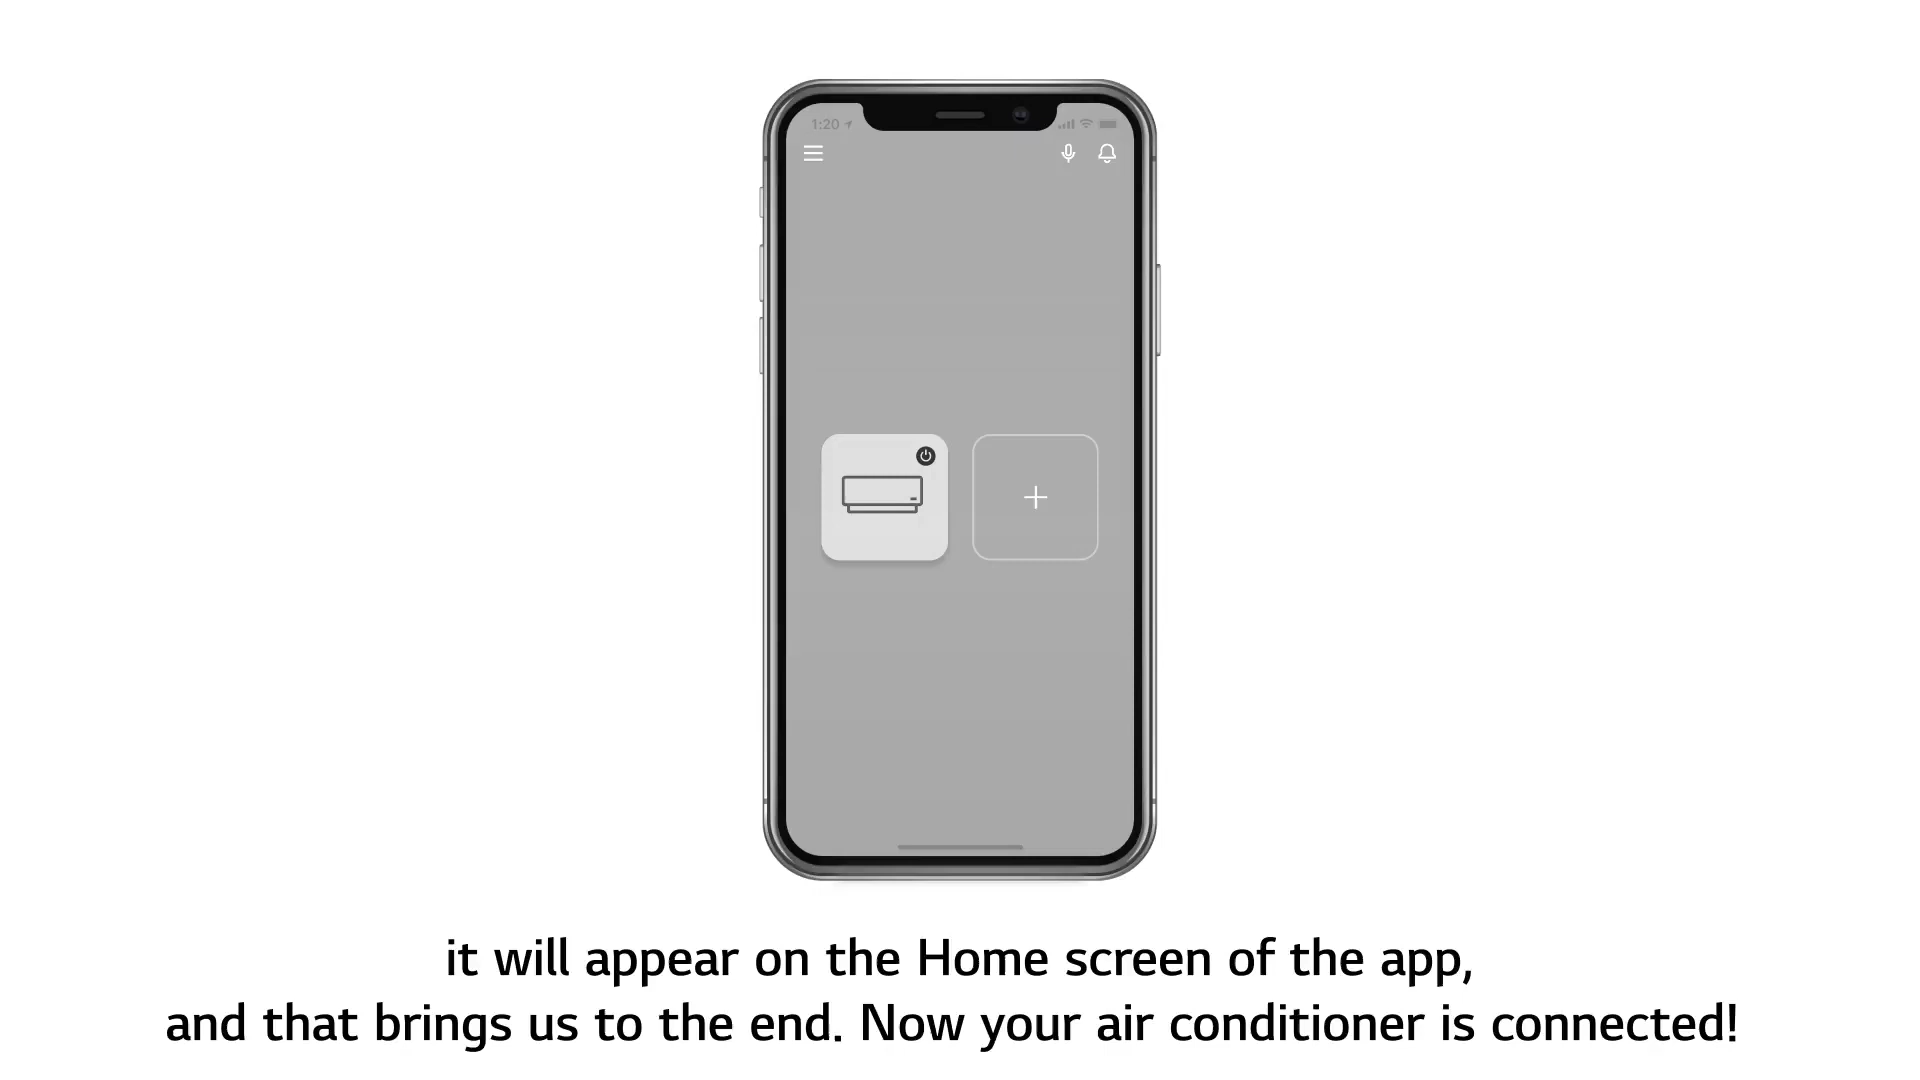 1:20
it will appear on the Home screen of the app,
and that brings us to the end. Now your air conditioner is connected!